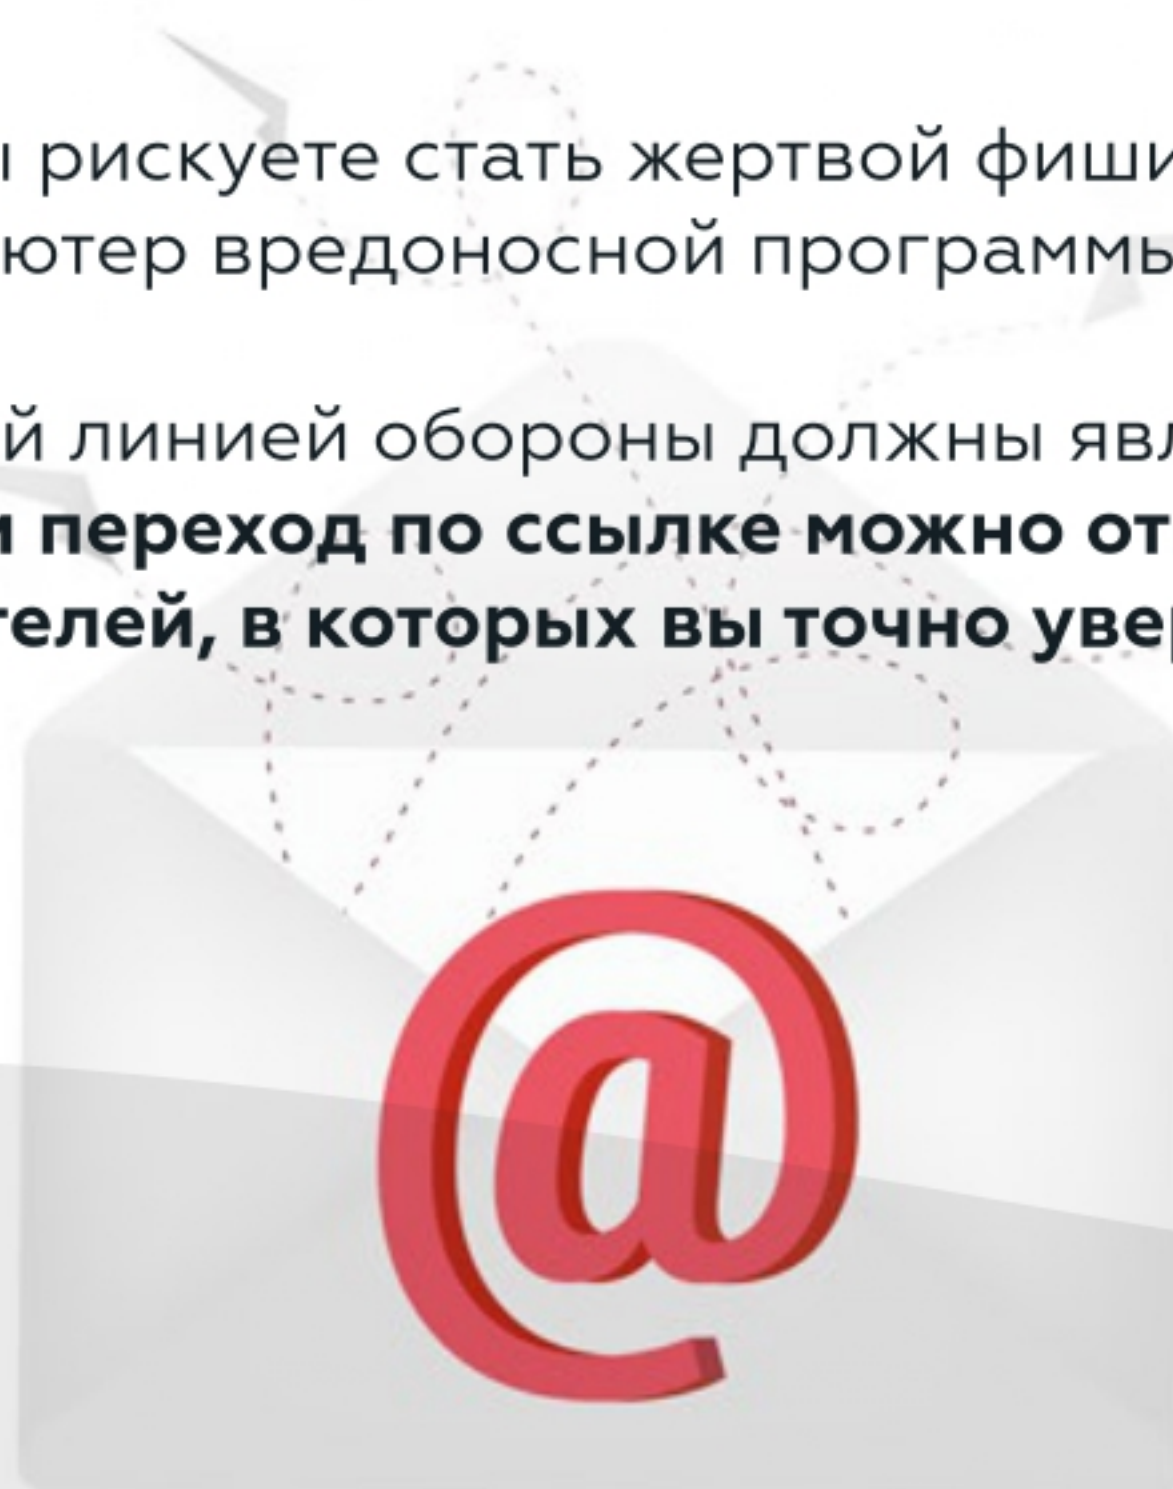 ы рискуете стать жертвой фиши
ютер вредоносной программы
й линией обороны должны явл
и переход по ссылке можно от
телей, в которых вы точно увер
@